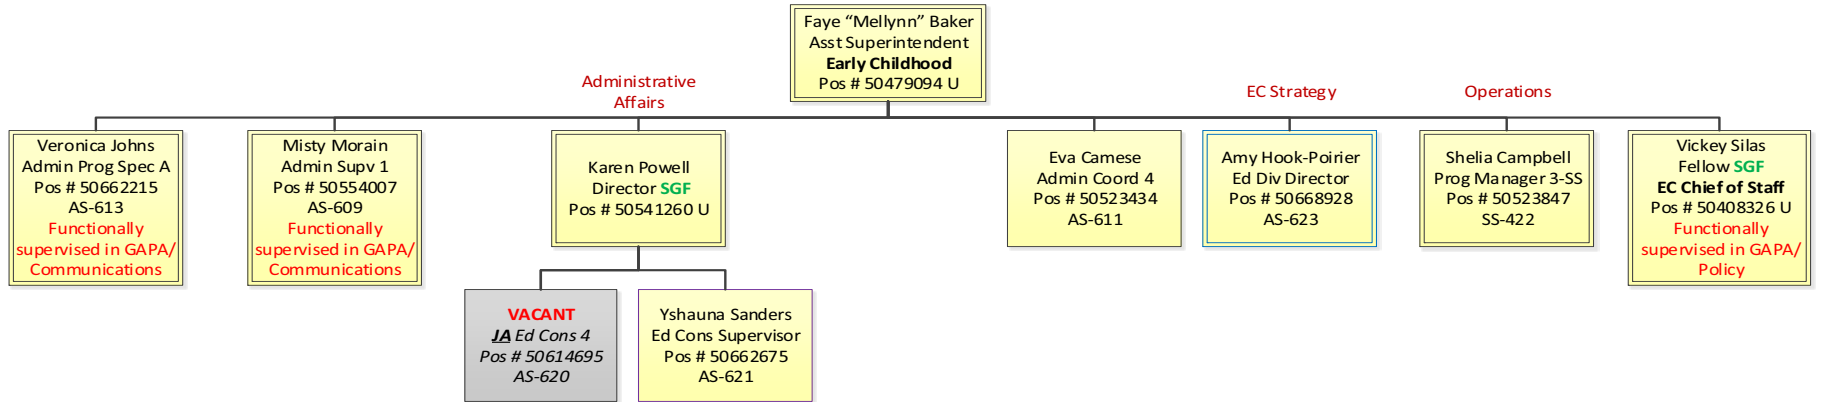 Faye “Mellynn” Baker
Asst Superintendent
Early Childhood
Pos # 50479094 U
Administrative
Affairs
EC Strategy
Operations
Veronica Johns
Admin Prog Spec A
Pos # 50662215
AS-613
Functionally
supervised in GAPA/
Communications
Misty Morain
Admin Supv 1
Pos # 50554007
AS-609
Functionally
supervised in GAPA/
Communications
Karen Powell
Director SGF
Pos # 50541260 U
Eva Camese
Admin Coord 4
Pos # 50523434
AS-611
Amy Hook-Poirier
Ed Div Director
Pos # 50668928
AS-623
Shelia Campbell
Prog Manager 3-SS
Pos # 50523847
SS-422
Vickey Silas
Fellow SGF
EC Chief of Staff
Pos # 50408326 U
Functionally
supervised in GAPA/
Policy
VACANT
JA Ed Cons 4
Pos # 50614695
AS-620
Yshauna Sanders
Ed Cons Supervisor
Pos # 50662675
AS-621